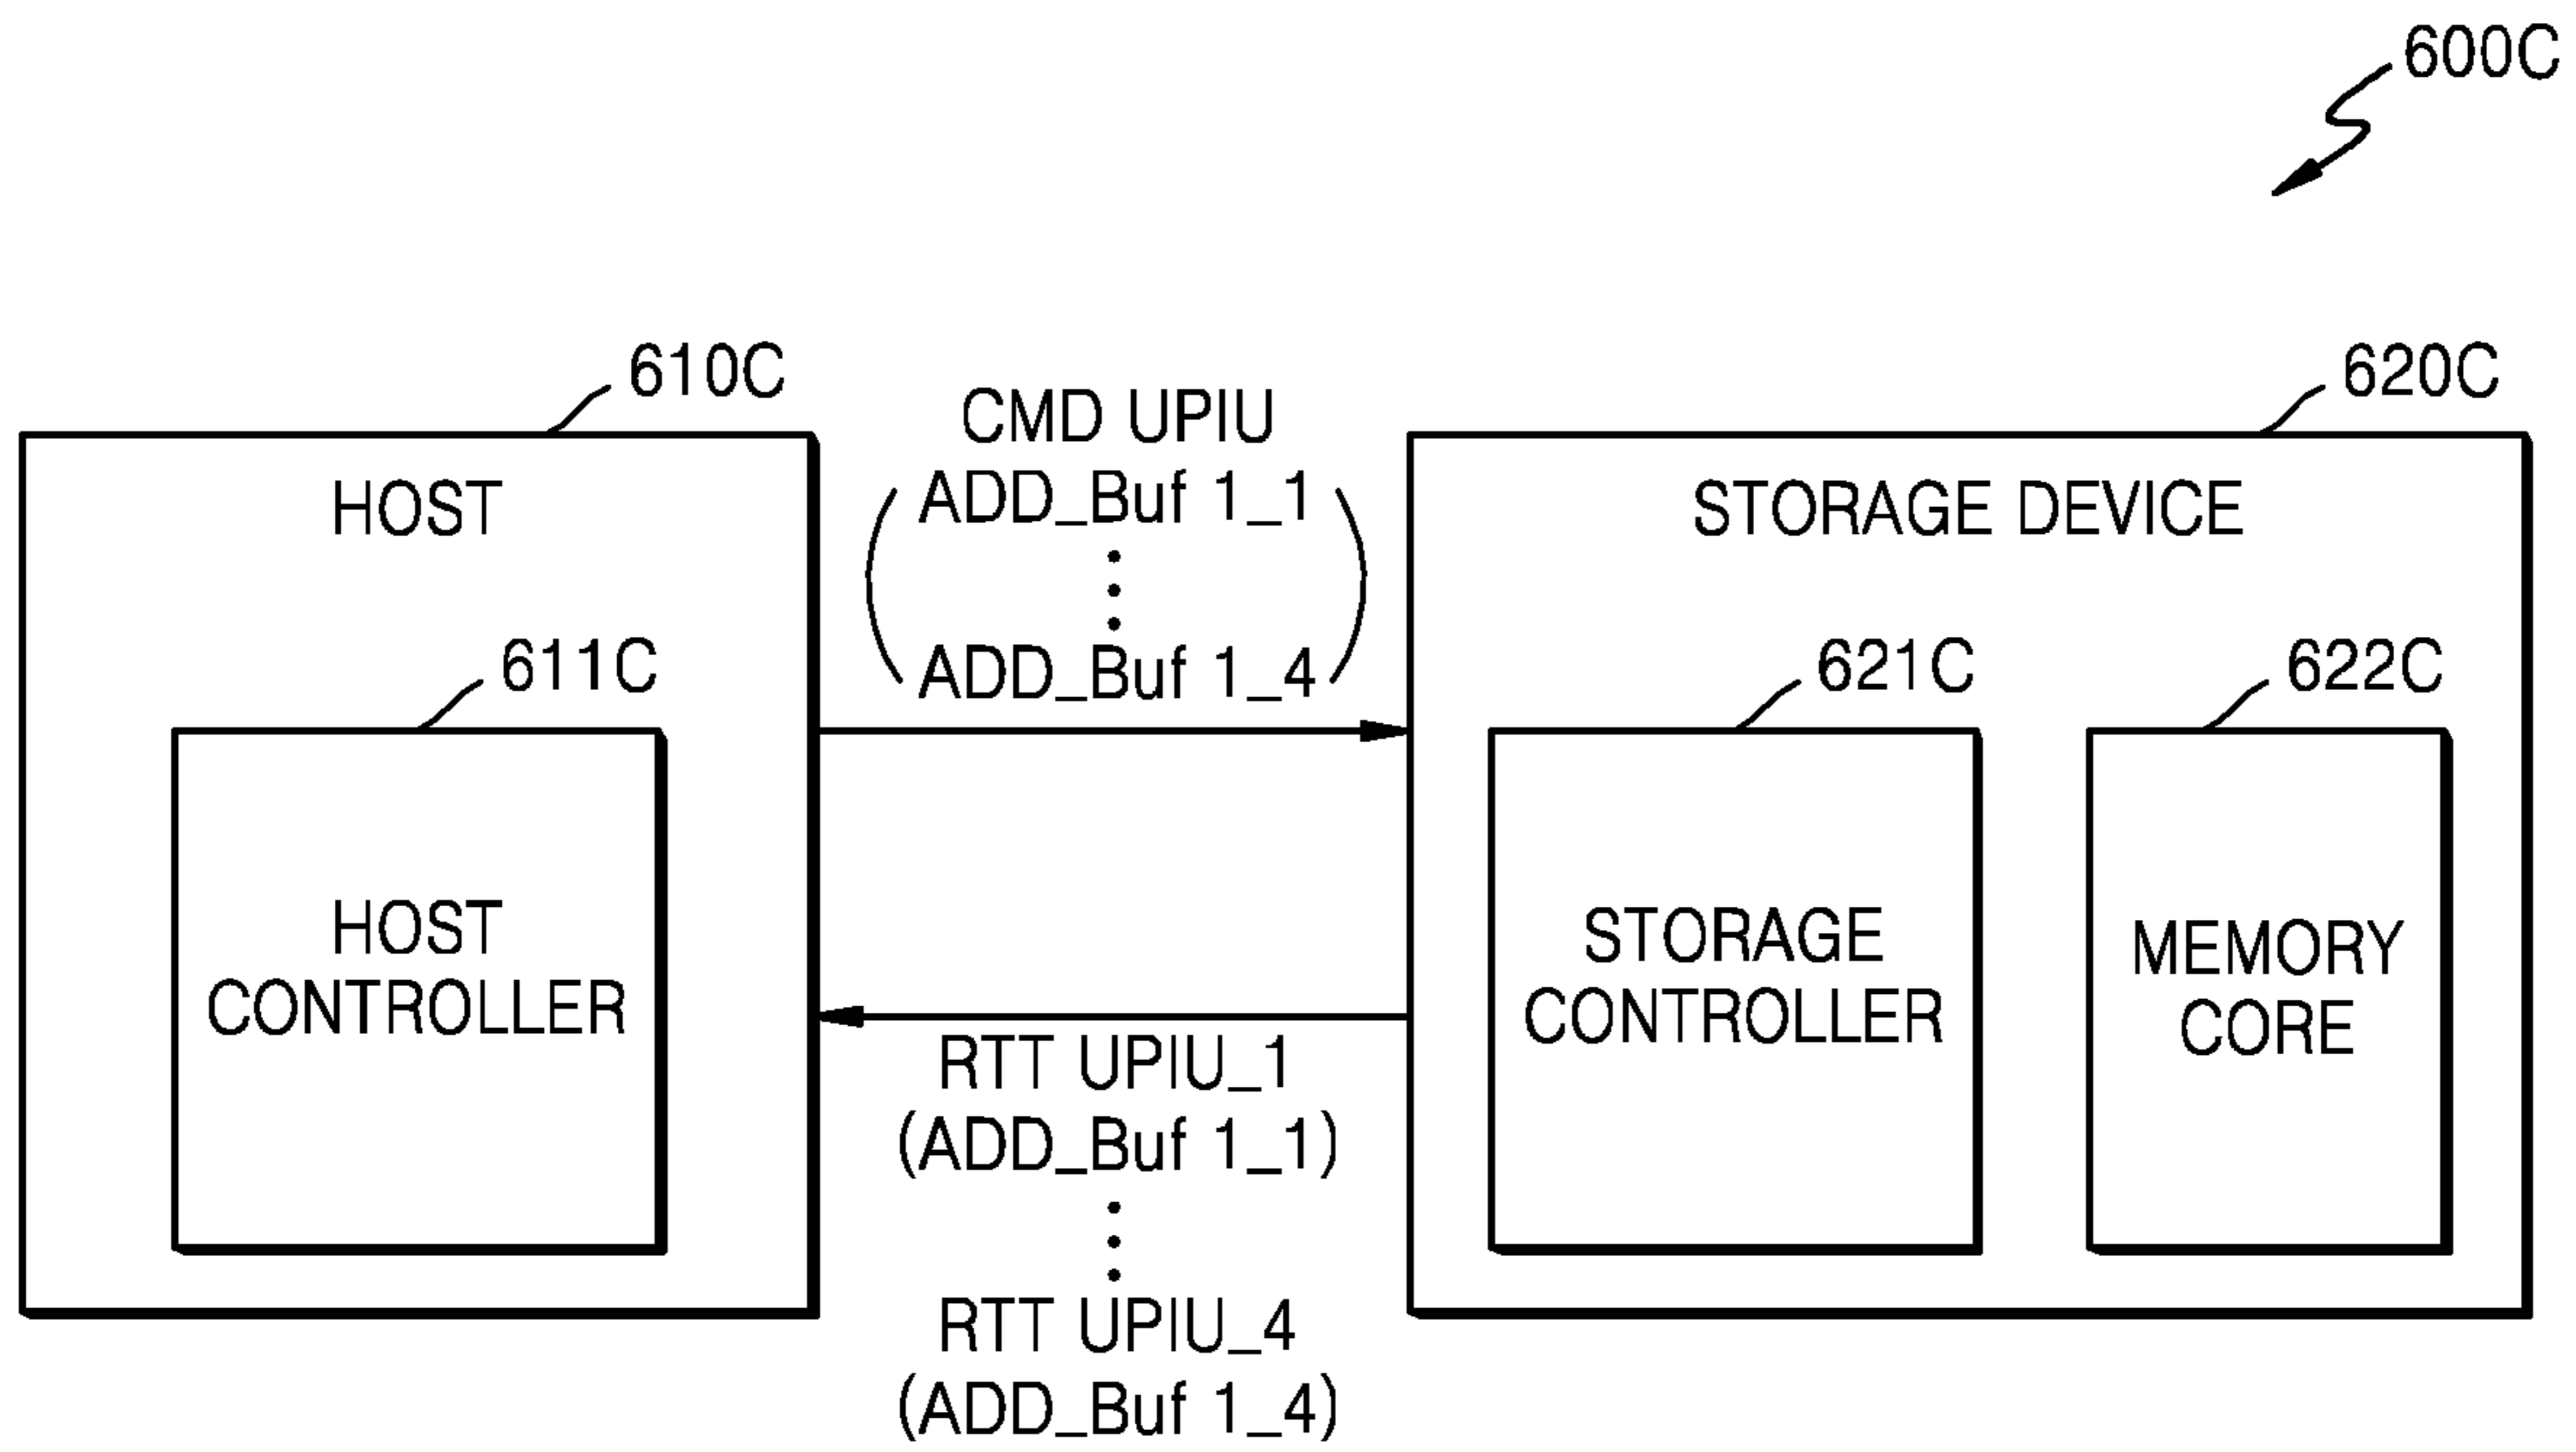 600C
610C
CMD UPIU
620C
HOST
(ADD_Buf 1_1
ADD_Buf 1_4)
STORAGE DEVICE
611C
621C
622C
HOST
CONTROLLER
STORAGE
CONTROLLER
MEMORY
CORE
RTT UPIU_1
(ADD_Buf 1_1)
RTT UPIU_4
(ADD_Buf 1_4)